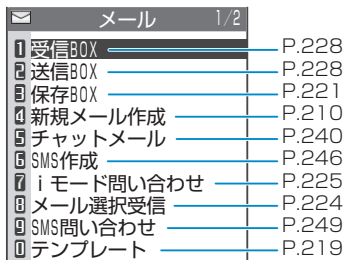 メール 1/2
1 受信BOX P.228
2 送信BOX P.228
3 保存BOX P.221
4 新規メール作成 P.210
5 チャットメール P.240
6 SMS作成 P.246
7 iモード問い合わせ P.225
8 メール選択受信 P.224
9 SMS問い合わせ P.249
0 テンプレート P.219